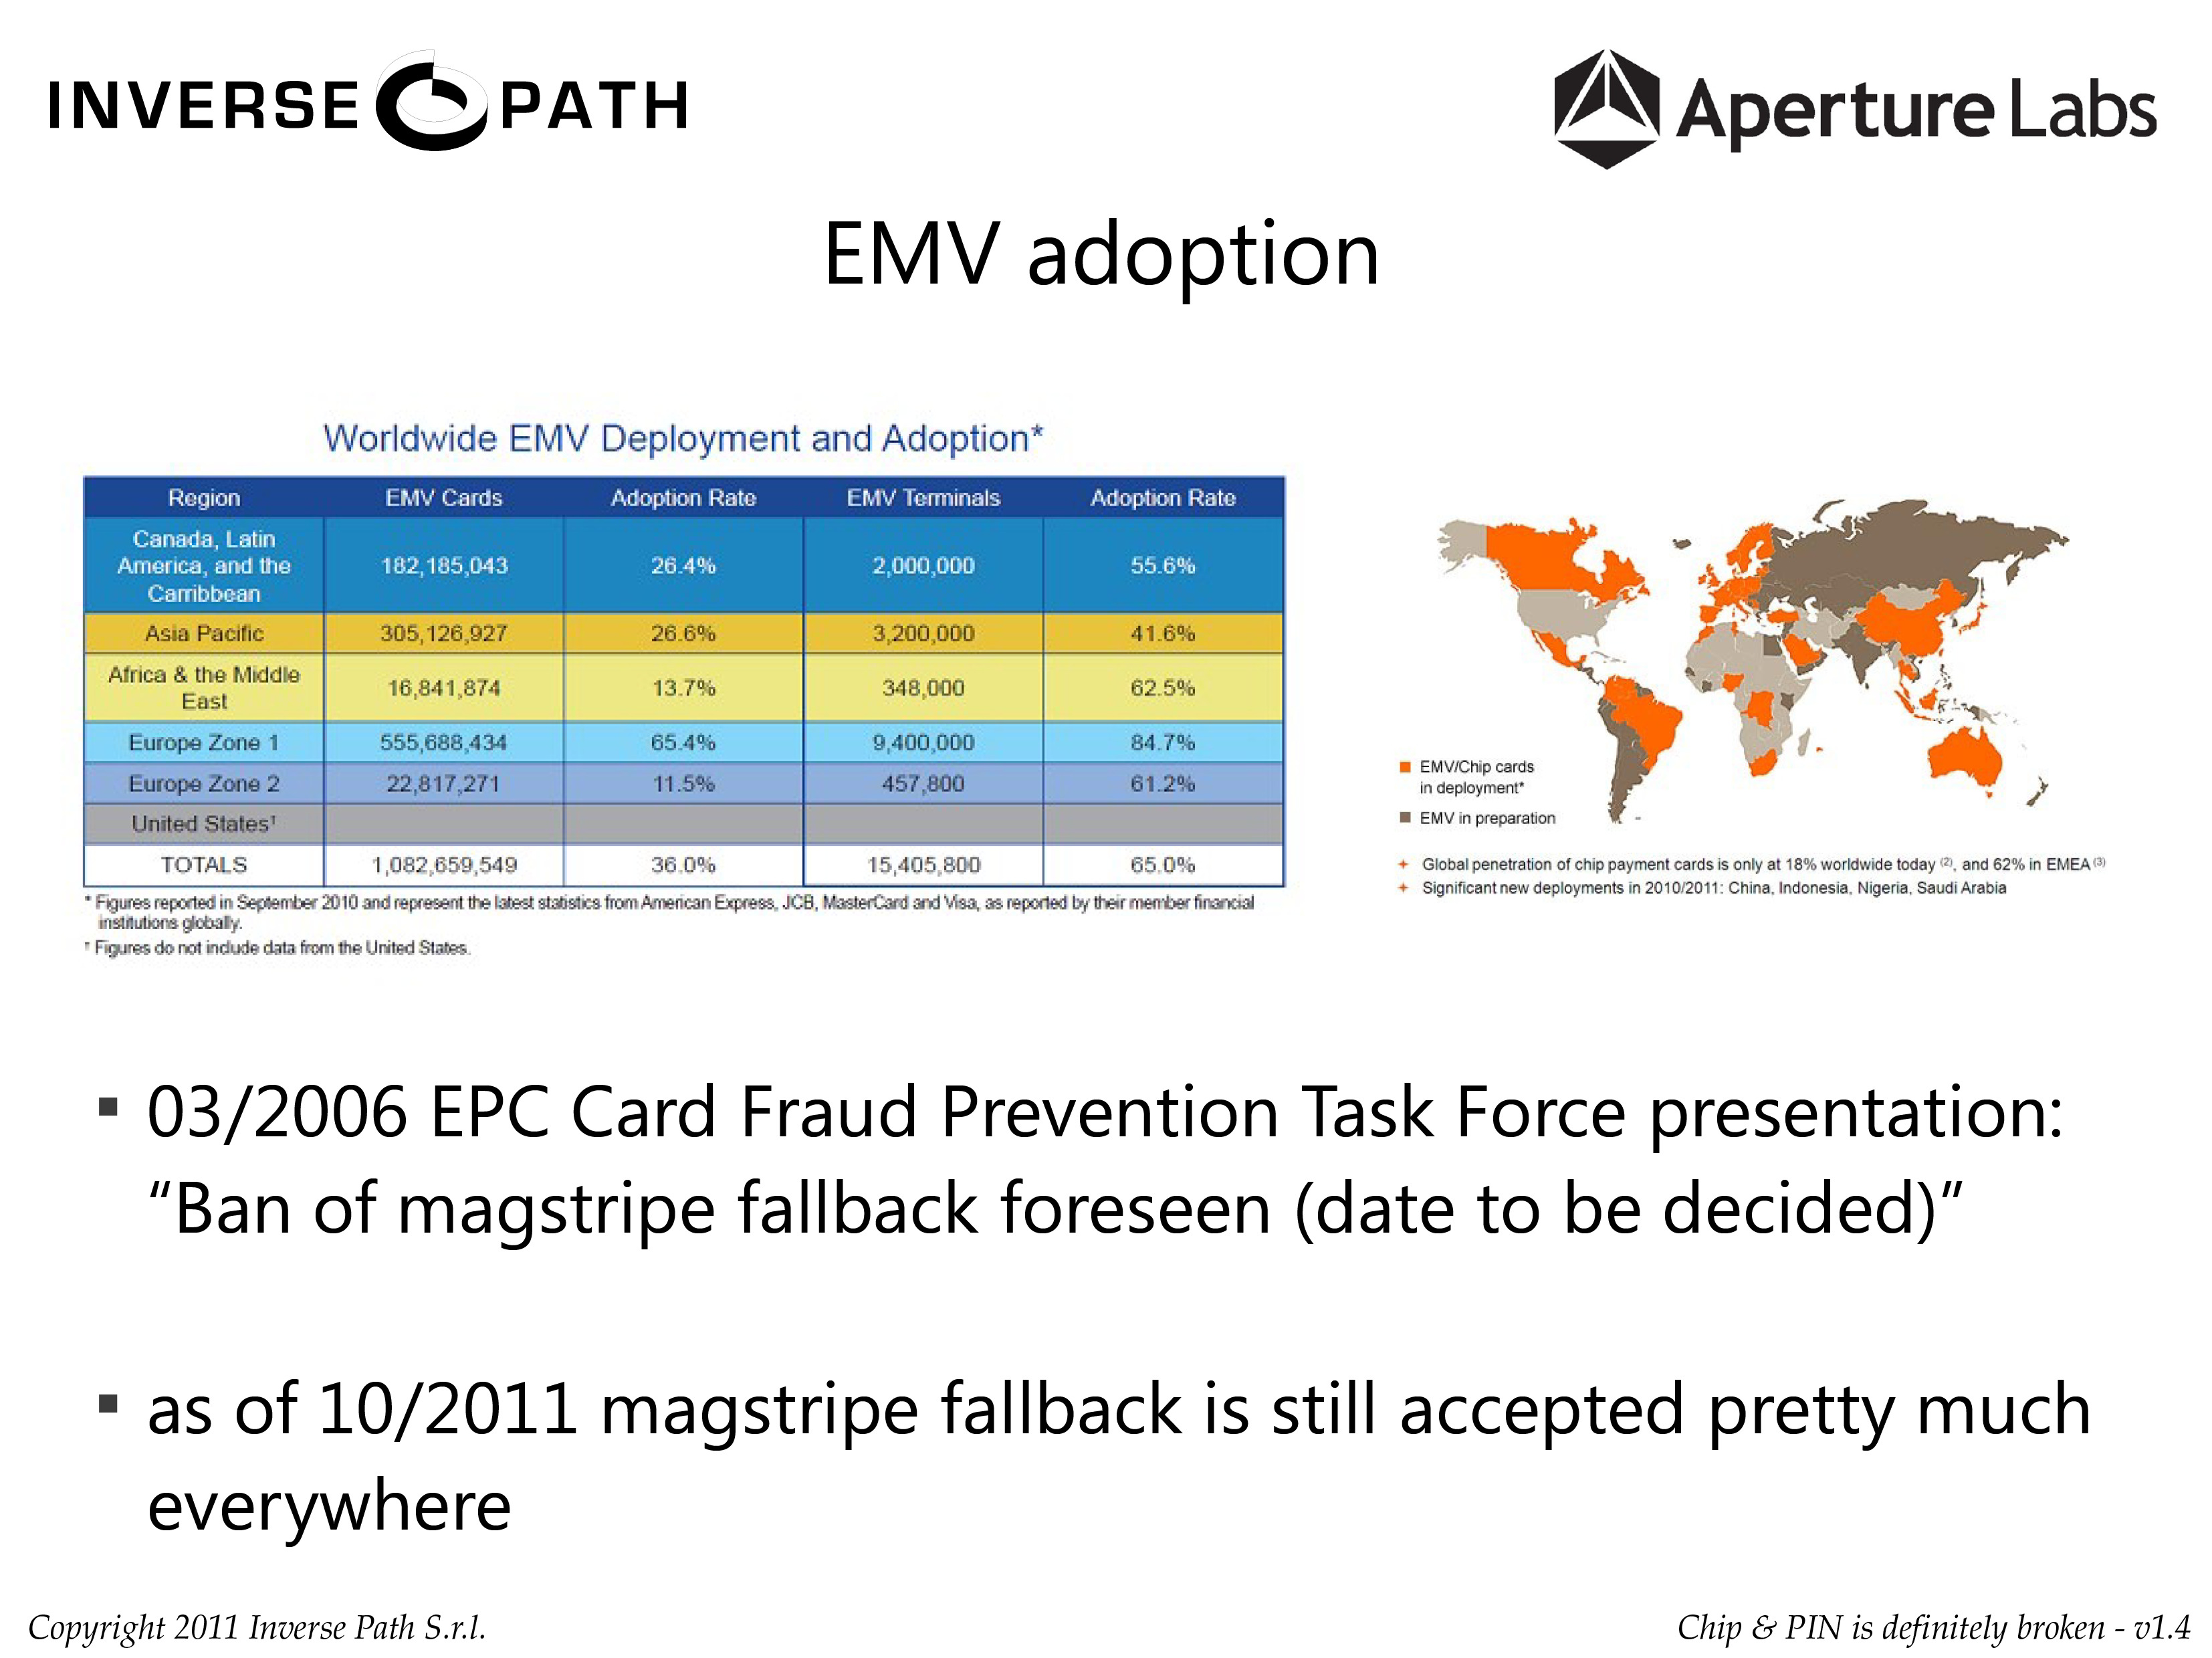 INVERSE PATH
Aperture Labs
EMV adoption
Worldwide EMV Deployment and Adoption*
Region EMV Cards Adoption Rate EMV Terminals Adoption Rate
Canada, Latin
America, and the
Carribbean
182,185,043 26.4% 2,000,000 55.6%
Asia Pacific 305,126,927 26.6% 3,200,000 41.6%
Africa & the Middle
East
16,841,874 13.7% 348,000 62.5%
Europe Zone 1 555,688,434 65.4% 9,400,000 84.7%
Europe Zone 2 22,817,271 11.5% 457,800 61.2%
United States†
TOTALS 1,082,659,549 36.0% 15,405,800 65.0%
* Figures reported in September 2010 and represent the latest statistics from American Express, JCB, MasterCard and Visa, as reported by their member financial
institutions globally.
† Figures do not include data from the United States.
EMV/Chip cards
in deployment*
EMV in preparation
+ Global penetration of chip payment cards is only at 18% worldwide today (2), and 62% in EMEA (3)
+ Significant new deployments in 2010/2011: China, Indonesia, Nigeria, Saudi Arabia
▪ 03/2006 EPC Card Fraud Prevention Task Force presentation:
“Ban of magstripe fallback foreseen (date to be decided)”
▪ as of 10/2011 magstripe fallback is still accepted pretty much
everywhere
Copyright 2011 Inverse Path S.r.l.
Chip & PIN is definitely broken - v1.4